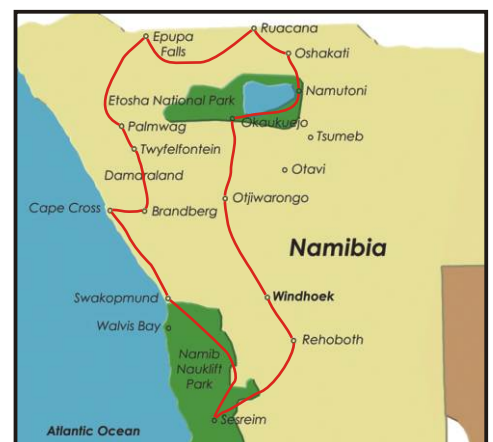 Ruacana
Epupa
Falls
Oshakati
Etosha National Park
Namutoni
Okaukuejo
Palmwag
Tsumeb
Twyfelfontein
Otavi
Damaraland
Otjiwarongo
Cape Cross
Brandberg
Namibia
Swakopmund
Windhoek
Walvis Bay
Rehoboth
Namib
Nauklift
Park
Sesreim
Atlantic Ocean